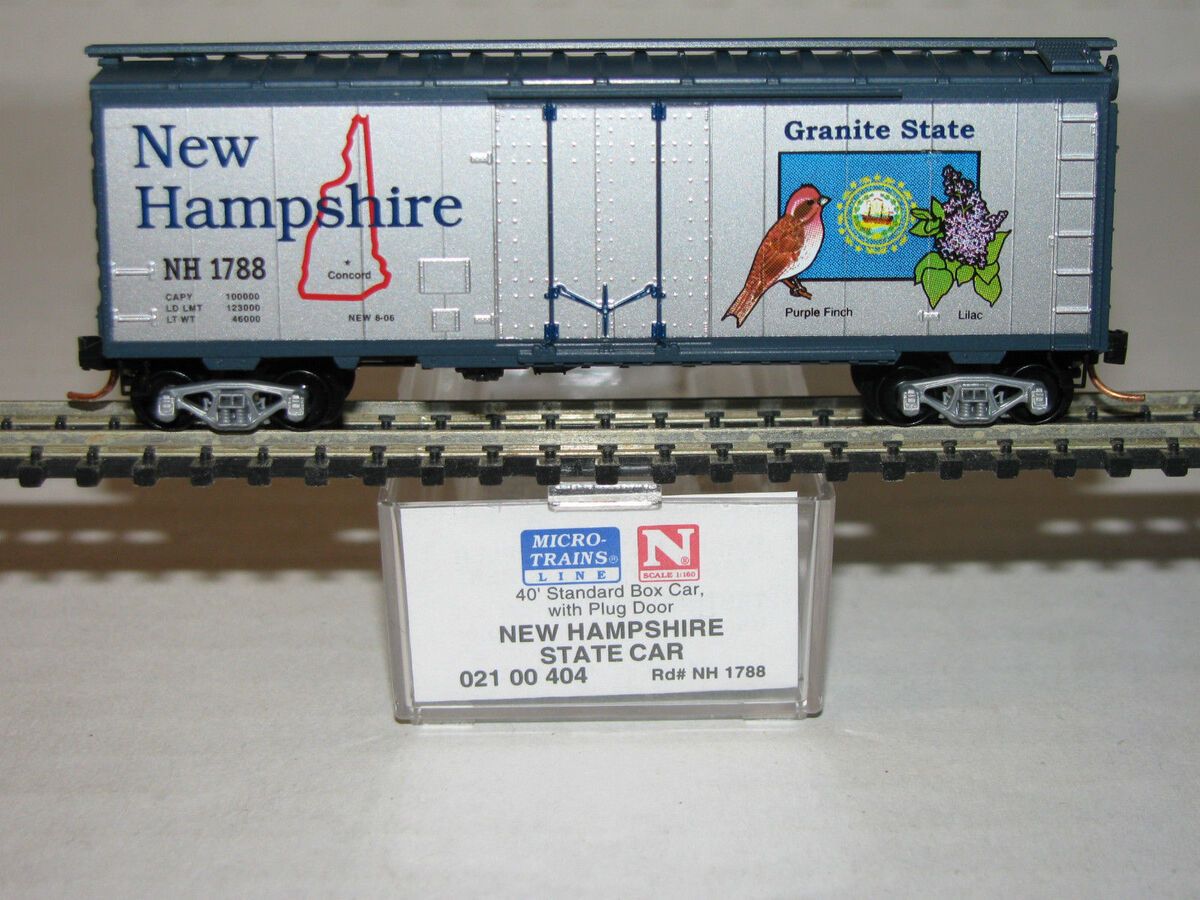 New
Hampshire
NH 1788
CAPY 100000
LD LMT 123000
LT WT 46000
Concord
NEW 8-06
Granite State
Purple Finch
Lilac
MICRO-
TRAINS®
LINE
N®
SCALE 1:160
40' Standard Box Car,
with Plug Door
NEW HAMPSHIRE
STATE CAR
021 00 404 Rd# NH 1788